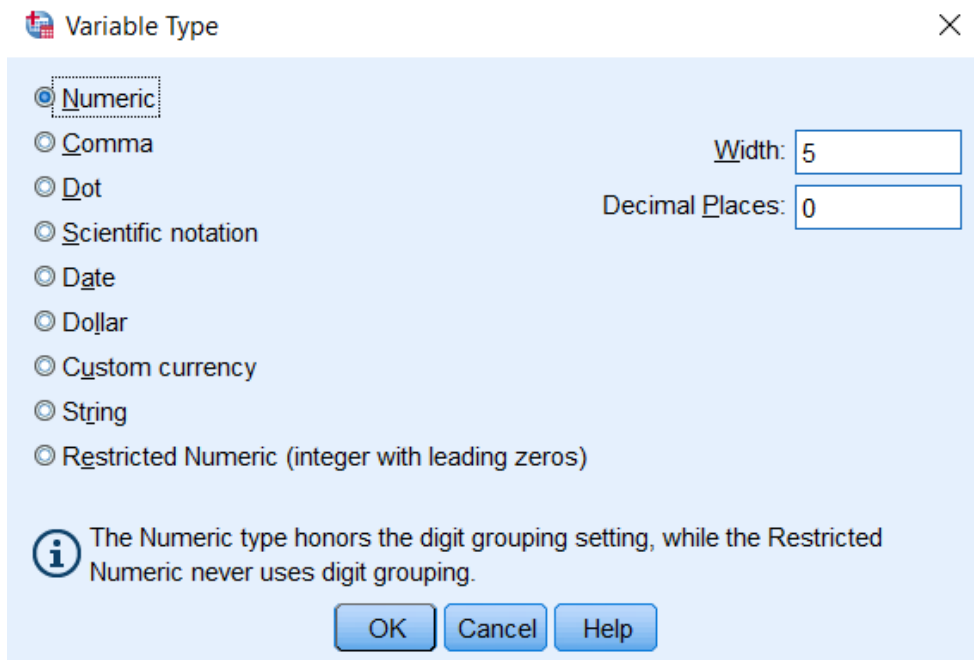 Variable Type
Numeric
Comma
Width: 5
Dot
Decimal Places: 0
Scientific notation
Date
Dollar
Custom currency
String
Restricted Numeric (integer with leading zeros)
The Numeric type honors the digit grouping setting, while the Restricted
Numeric never uses digit grouping.
OK Cancel Help